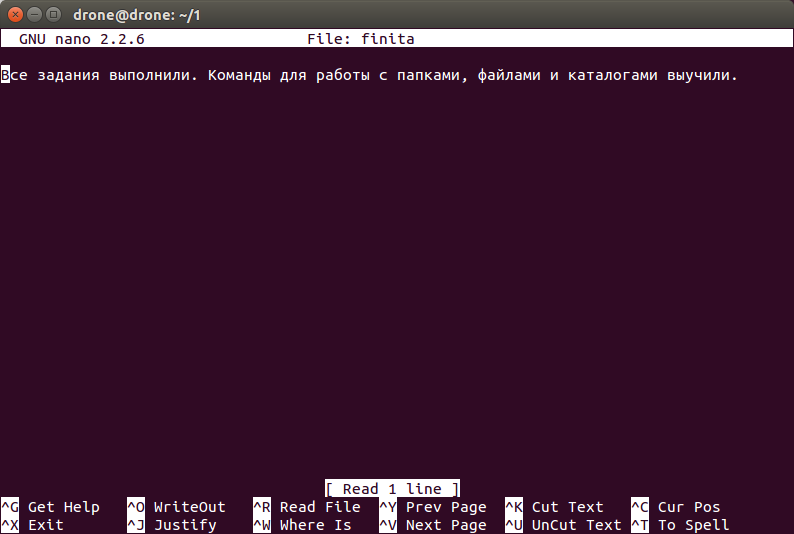 drone@drone: ~/1
GNU nano 2.2.6 File: finita
Все задания выполнили. Команды для работы с папками, файлами и каталогами выучили.
[ Read 1 line ]
^G Get Help ^O WriteOut ^R Read File ^Y Prev Page ^K Cut Text ^C Cur Pos
^X Exit ^J Justify ^W Where Is ^V Next Page ^U UnCut Text ^T To Spell